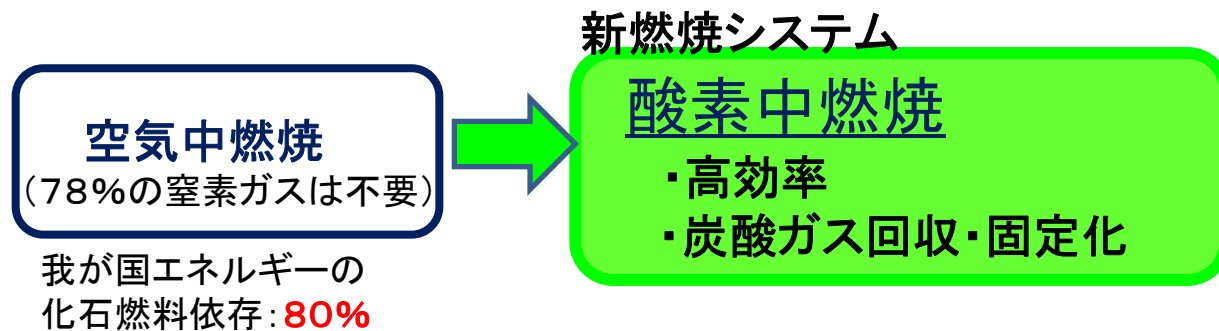 新燃焼システム
空気中燃焼
(78%の窒素ガスは不要)
我が国エネルギーの
化石燃料依存:80%
酸素中燃焼
・高効率
・炭酸ガス回収・固定化